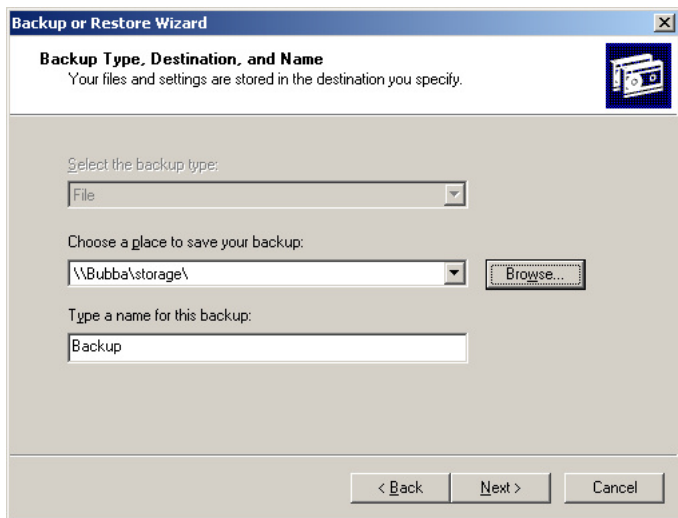 Backup or Restore Wizard
Backup Type, Destination, and Name
Your files and settings are stored in the destination you specify.
Select the backup type:
File
Choose a place to save your backup:
\\Bubba\storage\
Browse...
Type a name for this backup:
Backup
< Back
Next >
Cancel